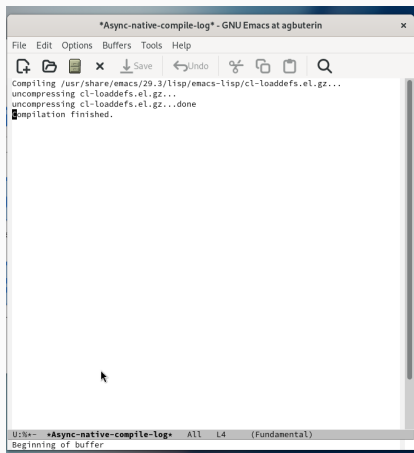 *Async-native-compile-log* - GNU Emacs at agbuterin
File Edit Options Buffers Tools Help
Save Undo
Compiling /usr/share/emacs/29.3/lisp/emacs-lisp/cl-loaddefs.el.gz...
uncompressing cl-loaddefs.el.gz...
uncompressing cl-loaddefs.el.gz...done
Compilation finished.
U:%*- *Async-native-compile-log* All L4 (Fundamental)
Beginning of buffer